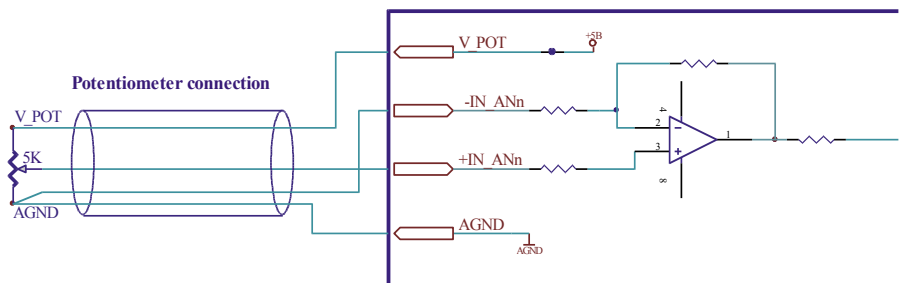 Potentiometer connection
V_POT
5K
AGND
V_POT
+5B
-IN_ANn
+IN_ANn
AGND
AGND
4
2
1
3
8